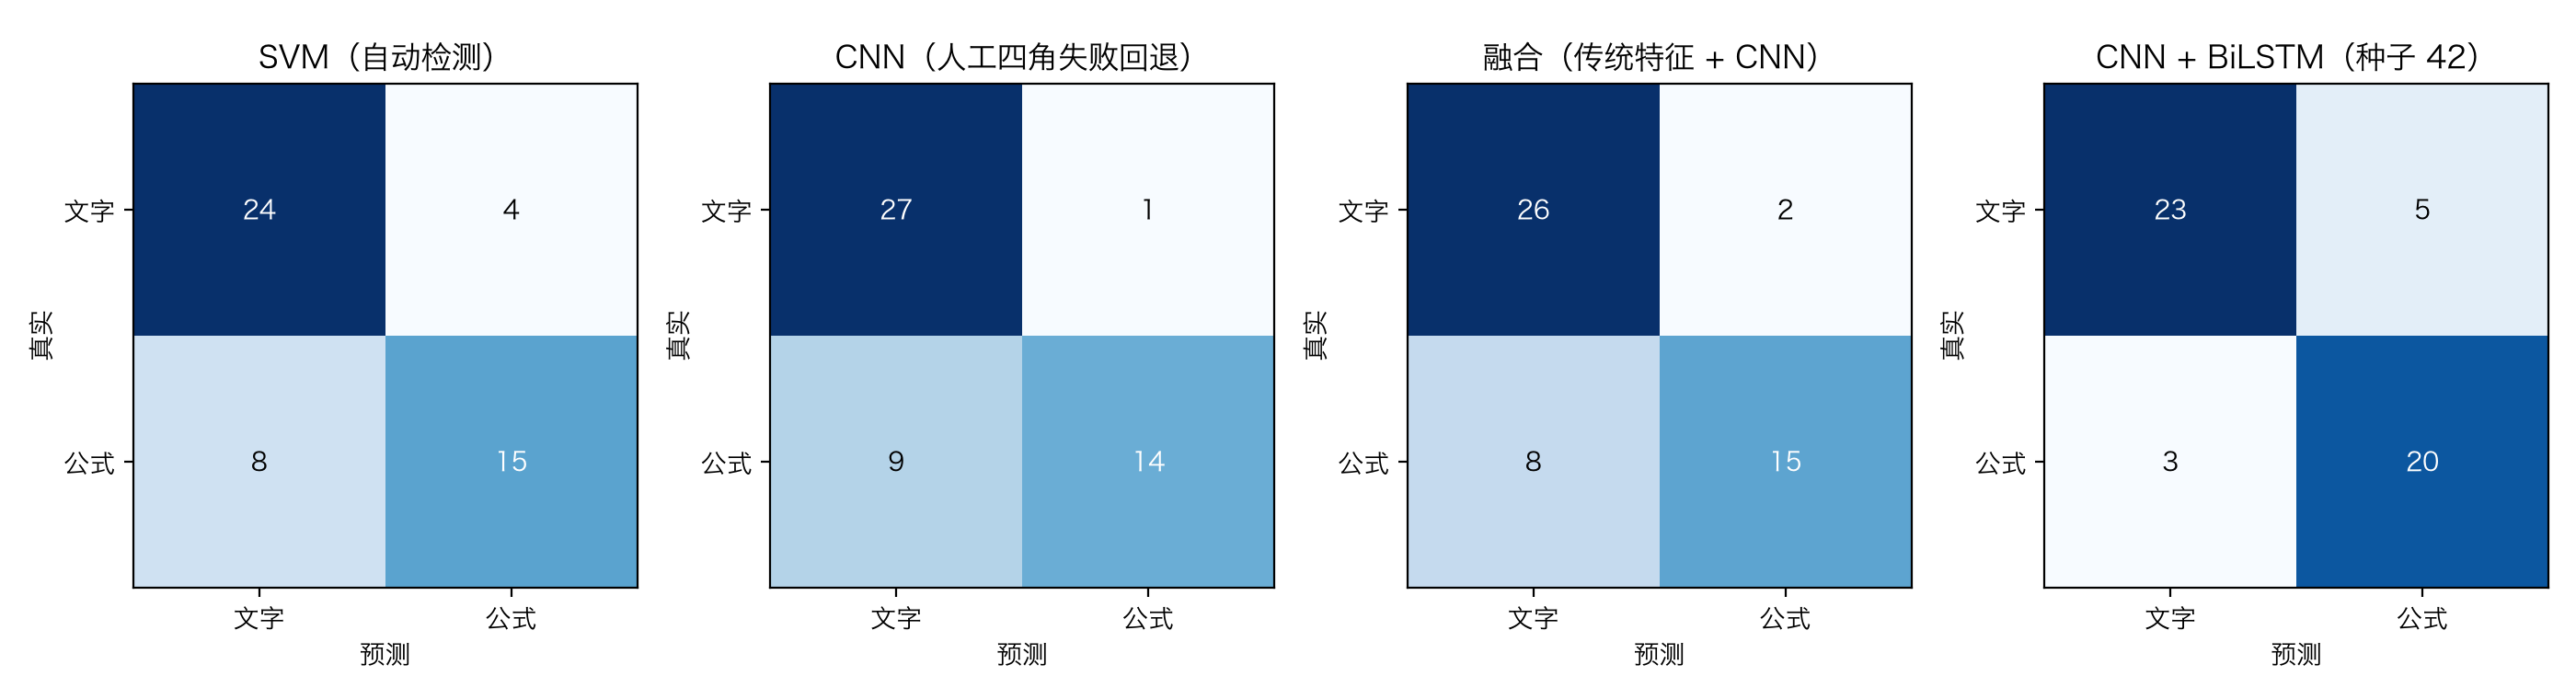 SVM（自动检测）
文字
24
4
真实
公式
8
15
文字
公式
预测
CNN（人工四角失败回退）
文字
27
1
真实
公式
9
14
文字
公式
预测
融合（传统特征 + CNN）
文字
26
2
真实
公式
8
15
文字
公式
预测
CNN + BiLSTM（种子 42）
文字
23
5
真实
公式
3
20
文字
公式
预测